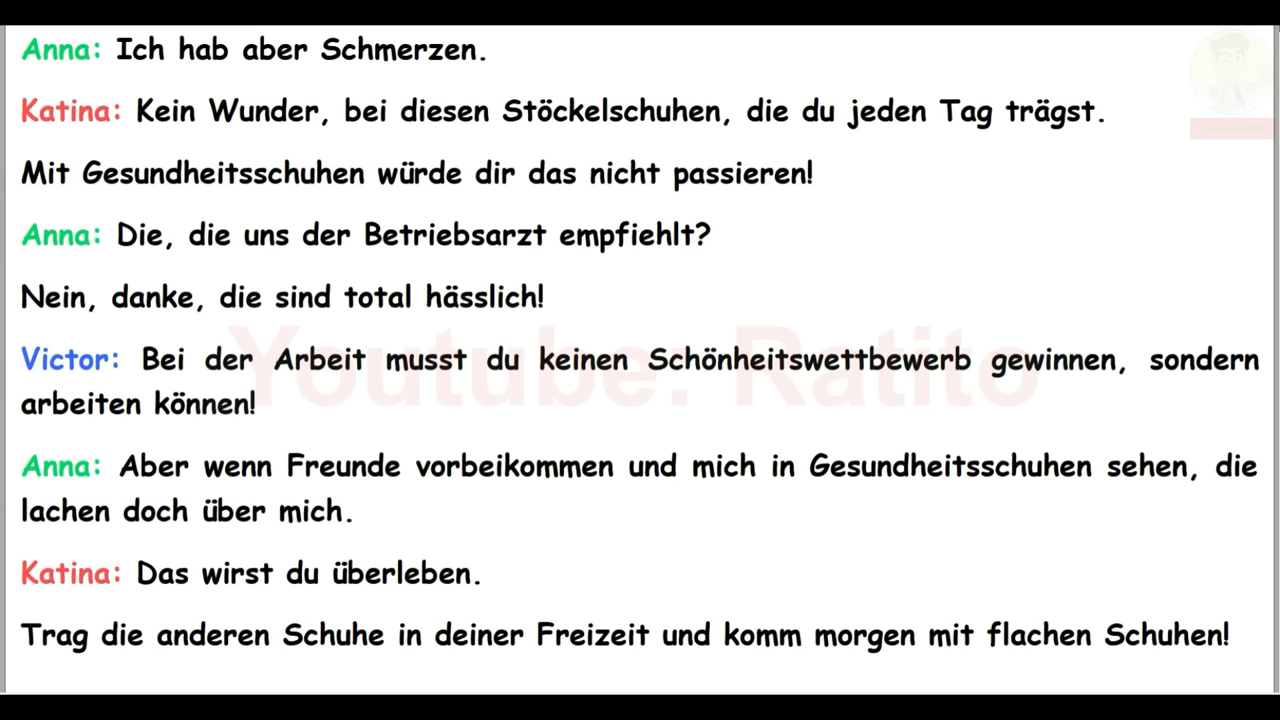 Anna: Ich hab aber Schmerzen.
Katina: Kein Wunder, bei diesen Stöckelschuhen, die du jeden Tag trägst.
Mit Gesundheitsschuhen würde dir das nicht passieren!
Anna: Die, die uns der Betriebsarzt empfiehlt?
Nein, danke, die sind total hässlich!
Victor: Bei der Arbeit musst du keinen Schönheitswettbewerb gewinnen, sondern
arbeiten können!
Youtube: Ratito
Anna: Aber wenn Freunde vorbeikommen und mich in Gesundheitsschuhen sehen, die
lachen doch über mich.
Katina: Das wirst du überleben.
Trag die anderen Schuhe in deiner Freizeit und komm morgen mit flachen Schuhen!